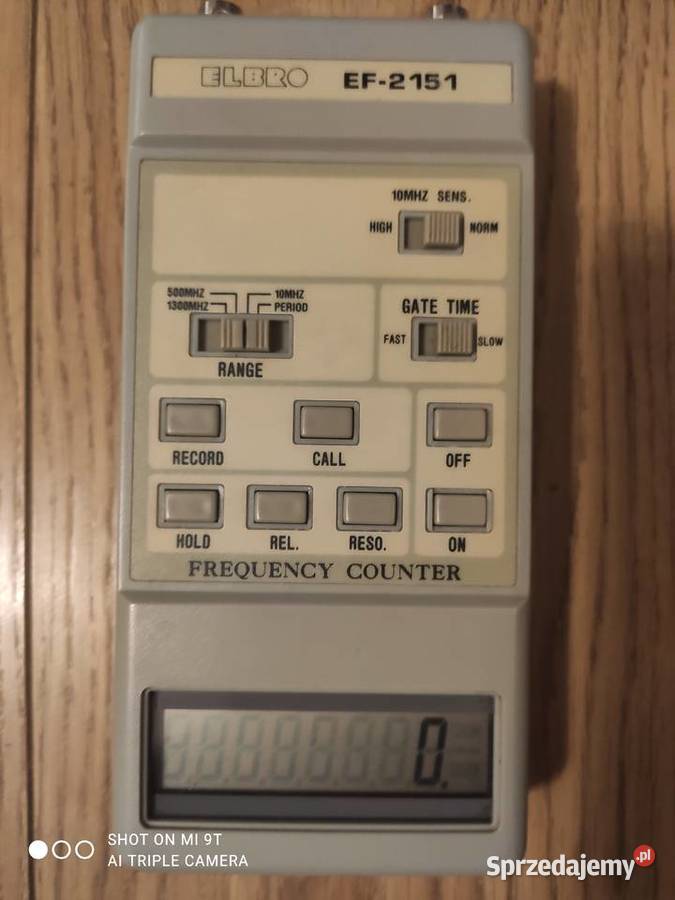 ELBRO EF-2151
10MHZ SENS.
HIGH NORM
500MHZ 10MHZ
1300MHZ PERIOD
RANGE
GATE TIME
FAST SLOW
RECORD CALL OFF
HOLD REL. RESO. ON
FREQUENCY COUNTER
0.
SHOT ON MI 9T
AI TRIPLE CAMERA
Sprzedajemy.pl